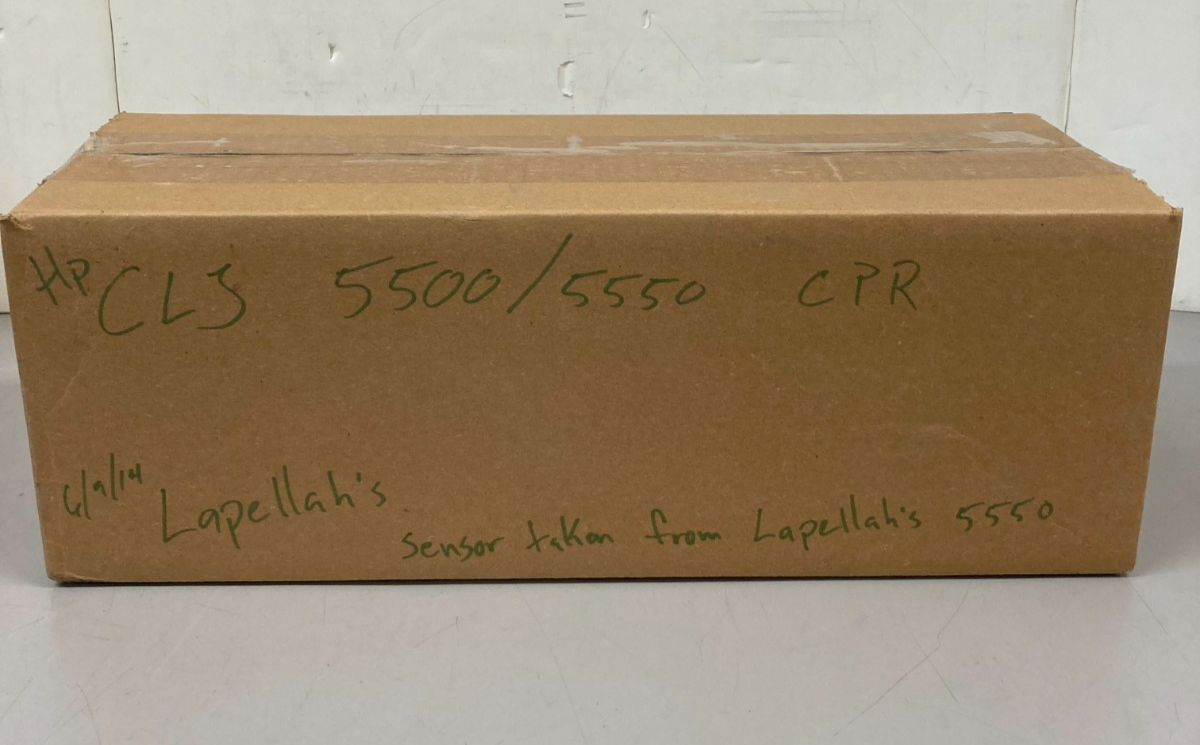 HP CLJ 5500/5550 CPR
6/9/14 Lapellah's
sensor taken from Lapellah's 5550